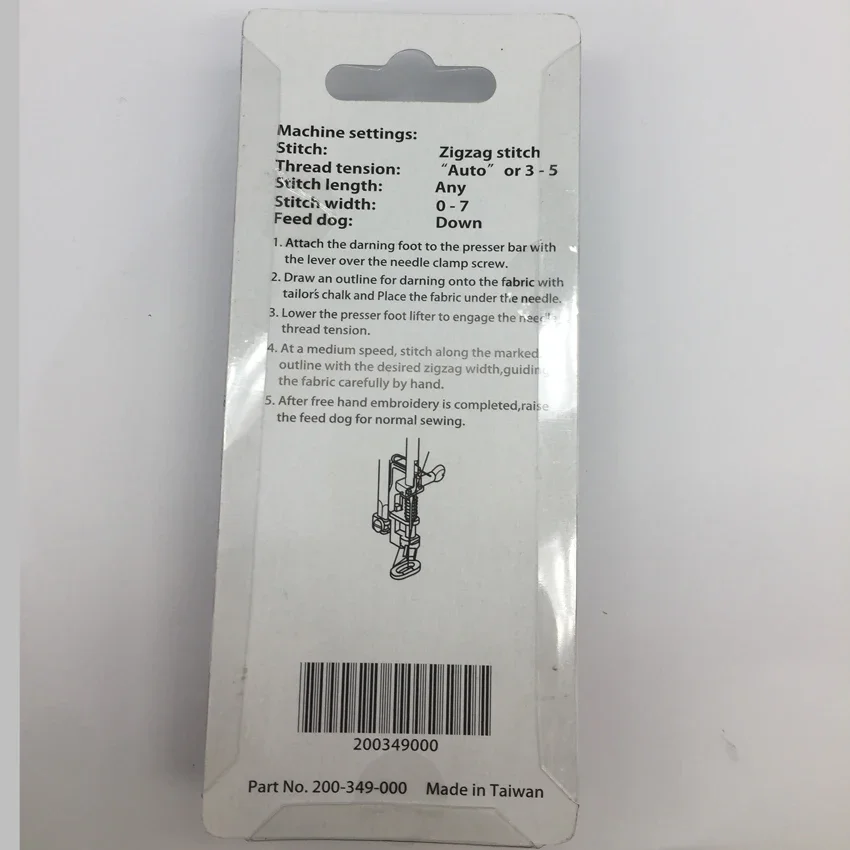 Machine settings:
Stitch: Zigzag stitch
Thread tension: "Auto" or 3 - 5
Stitch length: Any
Stitch width: 0 - 7
Feed dog: Down
1. Attach the darning foot to the presser bar with
the lever over the needle clamp screw.
2. Draw an outline for darning onto the fabric with
tailor's chalk and Place the fabric under the needle.
3. Lower the presser foot lifter to engage the needle
thread tension.
4. At a medium speed, stitch along the marked
outline with the desired zigzag width,guiding
the fabric carefully by hand.
5. After free hand embroidery is completed,raise
the feed dog for normal sewing.
200349000
Part No. 200-349-000 Made in Taiwan